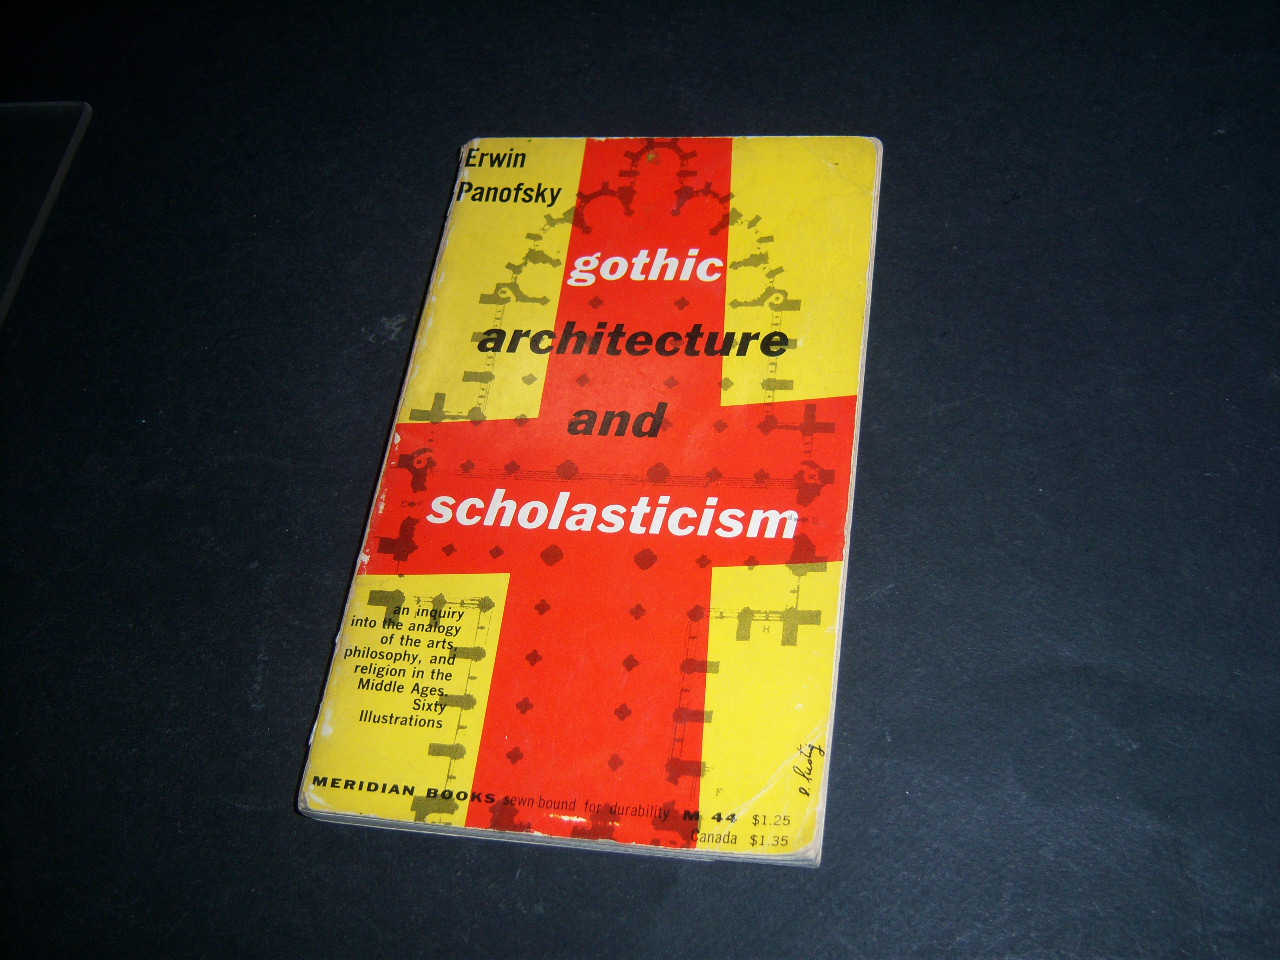 Erwin
Panofsky
gothic
architecture
and
scholasticism
an inquiry
into the analogy
of the arts,
philosophy, and
religion in the
Middle Ages.
Sixty
Illustrations
H
F
D
MERIDIAN BOOKS sewn-bound for durability M 44 $1.25
Canada $1.35